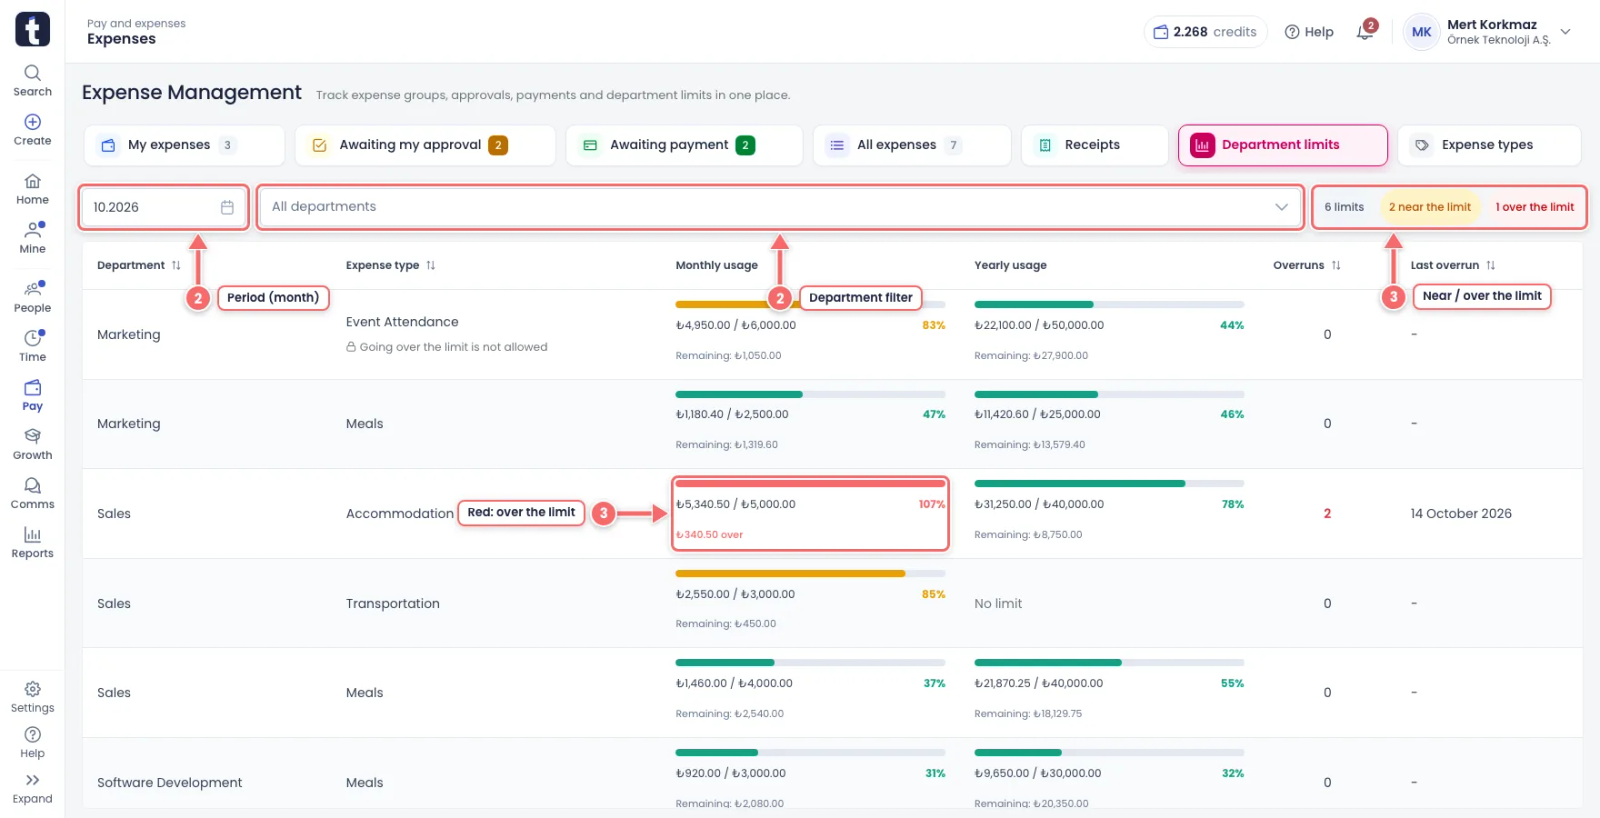 t
Pay and expenses
Expenses
2.268 credits
Help
2
MK
Mert Korkmaz
Örnek Teknoloji A.Ş.
Search
Create
Home
Mine
People
Time
Pay
Growth
Comms
Reports
Settings
Help
Expand
Expense Management
Track expense groups, approvals, payments and department limits in one place.
My expenses 3
Awaiting my approval 2
Awaiting payment 2
All expenses 7
Receipts
Department limits
Expense types
10.2026
All departments
6 limits
2 near the limit
1 over the limit
2 Period (month)
2 Department filter
3 Near / over the limit
Department
Expense type
Monthly usage
Yearly usage
Overruns
Last overrun
Marketing
Event Attendance
Going over the limit is not allowed
₺4,950.00 / ₺6,000.00 83%
Remaining: ₺1,050.00
₺22,100.00 / ₺50,000.00 44%
Remaining: ₺27,900.00
0
-
Marketing
Meals
₺1,180.40 / ₺2,500.00 47%
Remaining: ₺1,319.60
₺11,420.60 / ₺25,000.00 46%
Remaining: ₺13,579.40
0
-
Sales
Accommodation
Red: over the limit 3
₺5,340.50 / ₺5,000.00 107%
₺340.50 over
₺31,250.00 / ₺40,000.00 78%
Remaining: ₺8,750.00
2
14 October 2026
Sales
Transportation
₺2,550.00 / ₺3,000.00 85%
Remaining: ₺450.00
No limit
0
-
Sales
Meals
₺1,460.00 / ₺4,000.00 37%
Remaining: ₺2,540.00
₺21,870.25 / ₺40,000.00 55%
Remaining: ₺18,129.75
0
-
Software Development
Meals
₺920.00 / ₺3,000.00 31%
Remaining: ₺2,080.00
₺9,650.00 / ₺30,000.00 32%
Remaining: ₺20,350.00
0
-